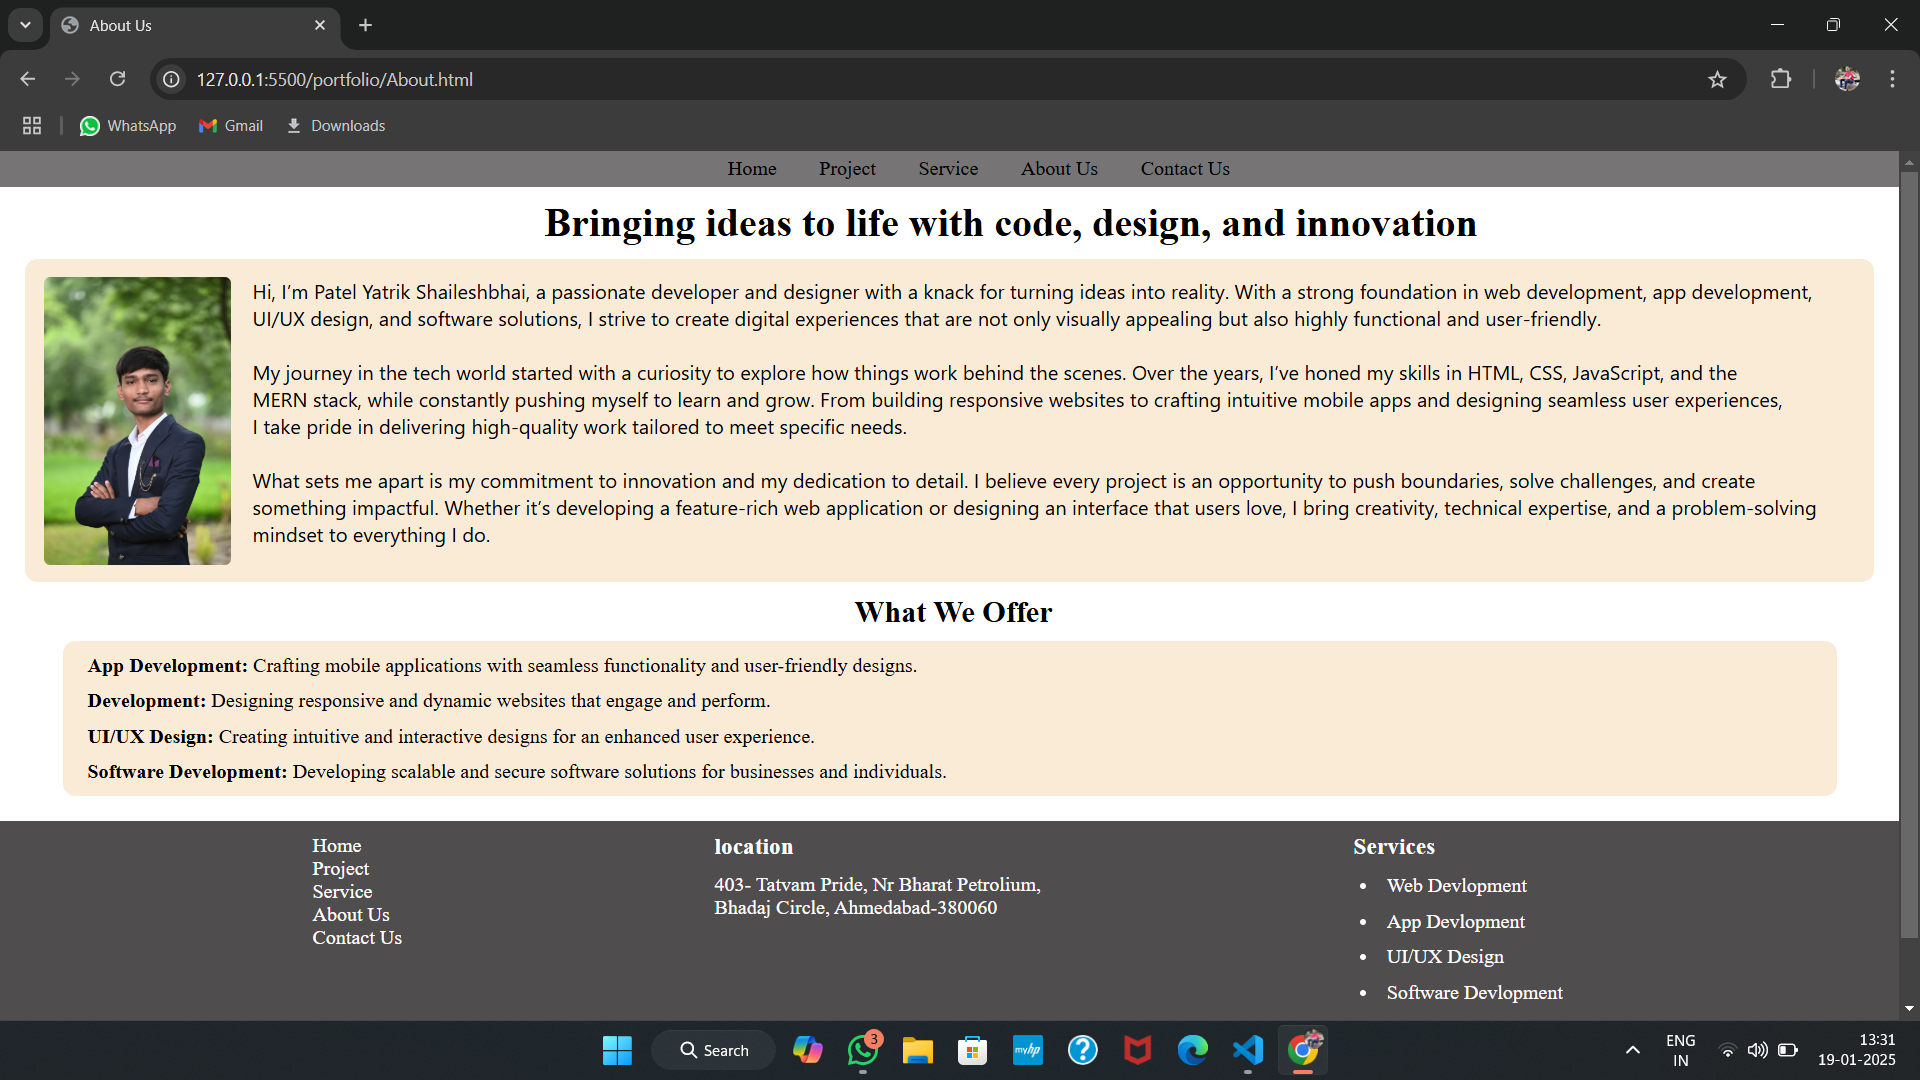 About Us
127.0.0.1:5500/portfolio/About.html
WhatsApp
Gmail
Downloads
Home Project Service About Us Contact Us
Bringing ideas to life with code, design, and innovation
Hi, I’m Patel Yatrik Shaileshbhai, a passionate developer and designer with a knack for turning ideas into reality. With a strong foundation in web development, app development,
UI/UX design, and software solutions, I strive to create digital experiences that are not only visually appealing but also highly functional and user-friendly.
My journey in the tech world started with a curiosity to explore how things work behind the scenes. Over the years, I’ve honed my skills in HTML, CSS, JavaScript, and the
MERN stack, while constantly pushing myself to learn and grow. From building responsive websites to crafting intuitive mobile apps and designing seamless user experiences,
I take pride in delivering high-quality work tailored to meet specific needs.
What sets me apart is my commitment to innovation and my dedication to detail. I believe every project is an opportunity to push boundaries, solve challenges, and create
something impactful. Whether it’s developing a feature-rich web application or designing an interface that users love, I bring creativity, technical expertise, and a problem-solving
mindset to everything I do.
What We Offer
App Development: Crafting mobile applications with seamless functionality and user-friendly designs.
Development: Designing responsive and dynamic websites that engage and perform.
UI/UX Design: Creating intuitive and interactive designs for an enhanced user experience.
Software Development: Developing scalable and secure software solutions for businesses and individuals.
Home
Project
Service
About Us
Contact Us
location
403- Tatvam Pride, Nr Bharat Petrolium,
Bhadaj Circle, Ahmedabad-380060
Services
• Web Devlopment
• App Devlopment
• UI/UX Design
• Software Devlopment
Search
3
myhp
ENG
IN
13:31
19-01-2025